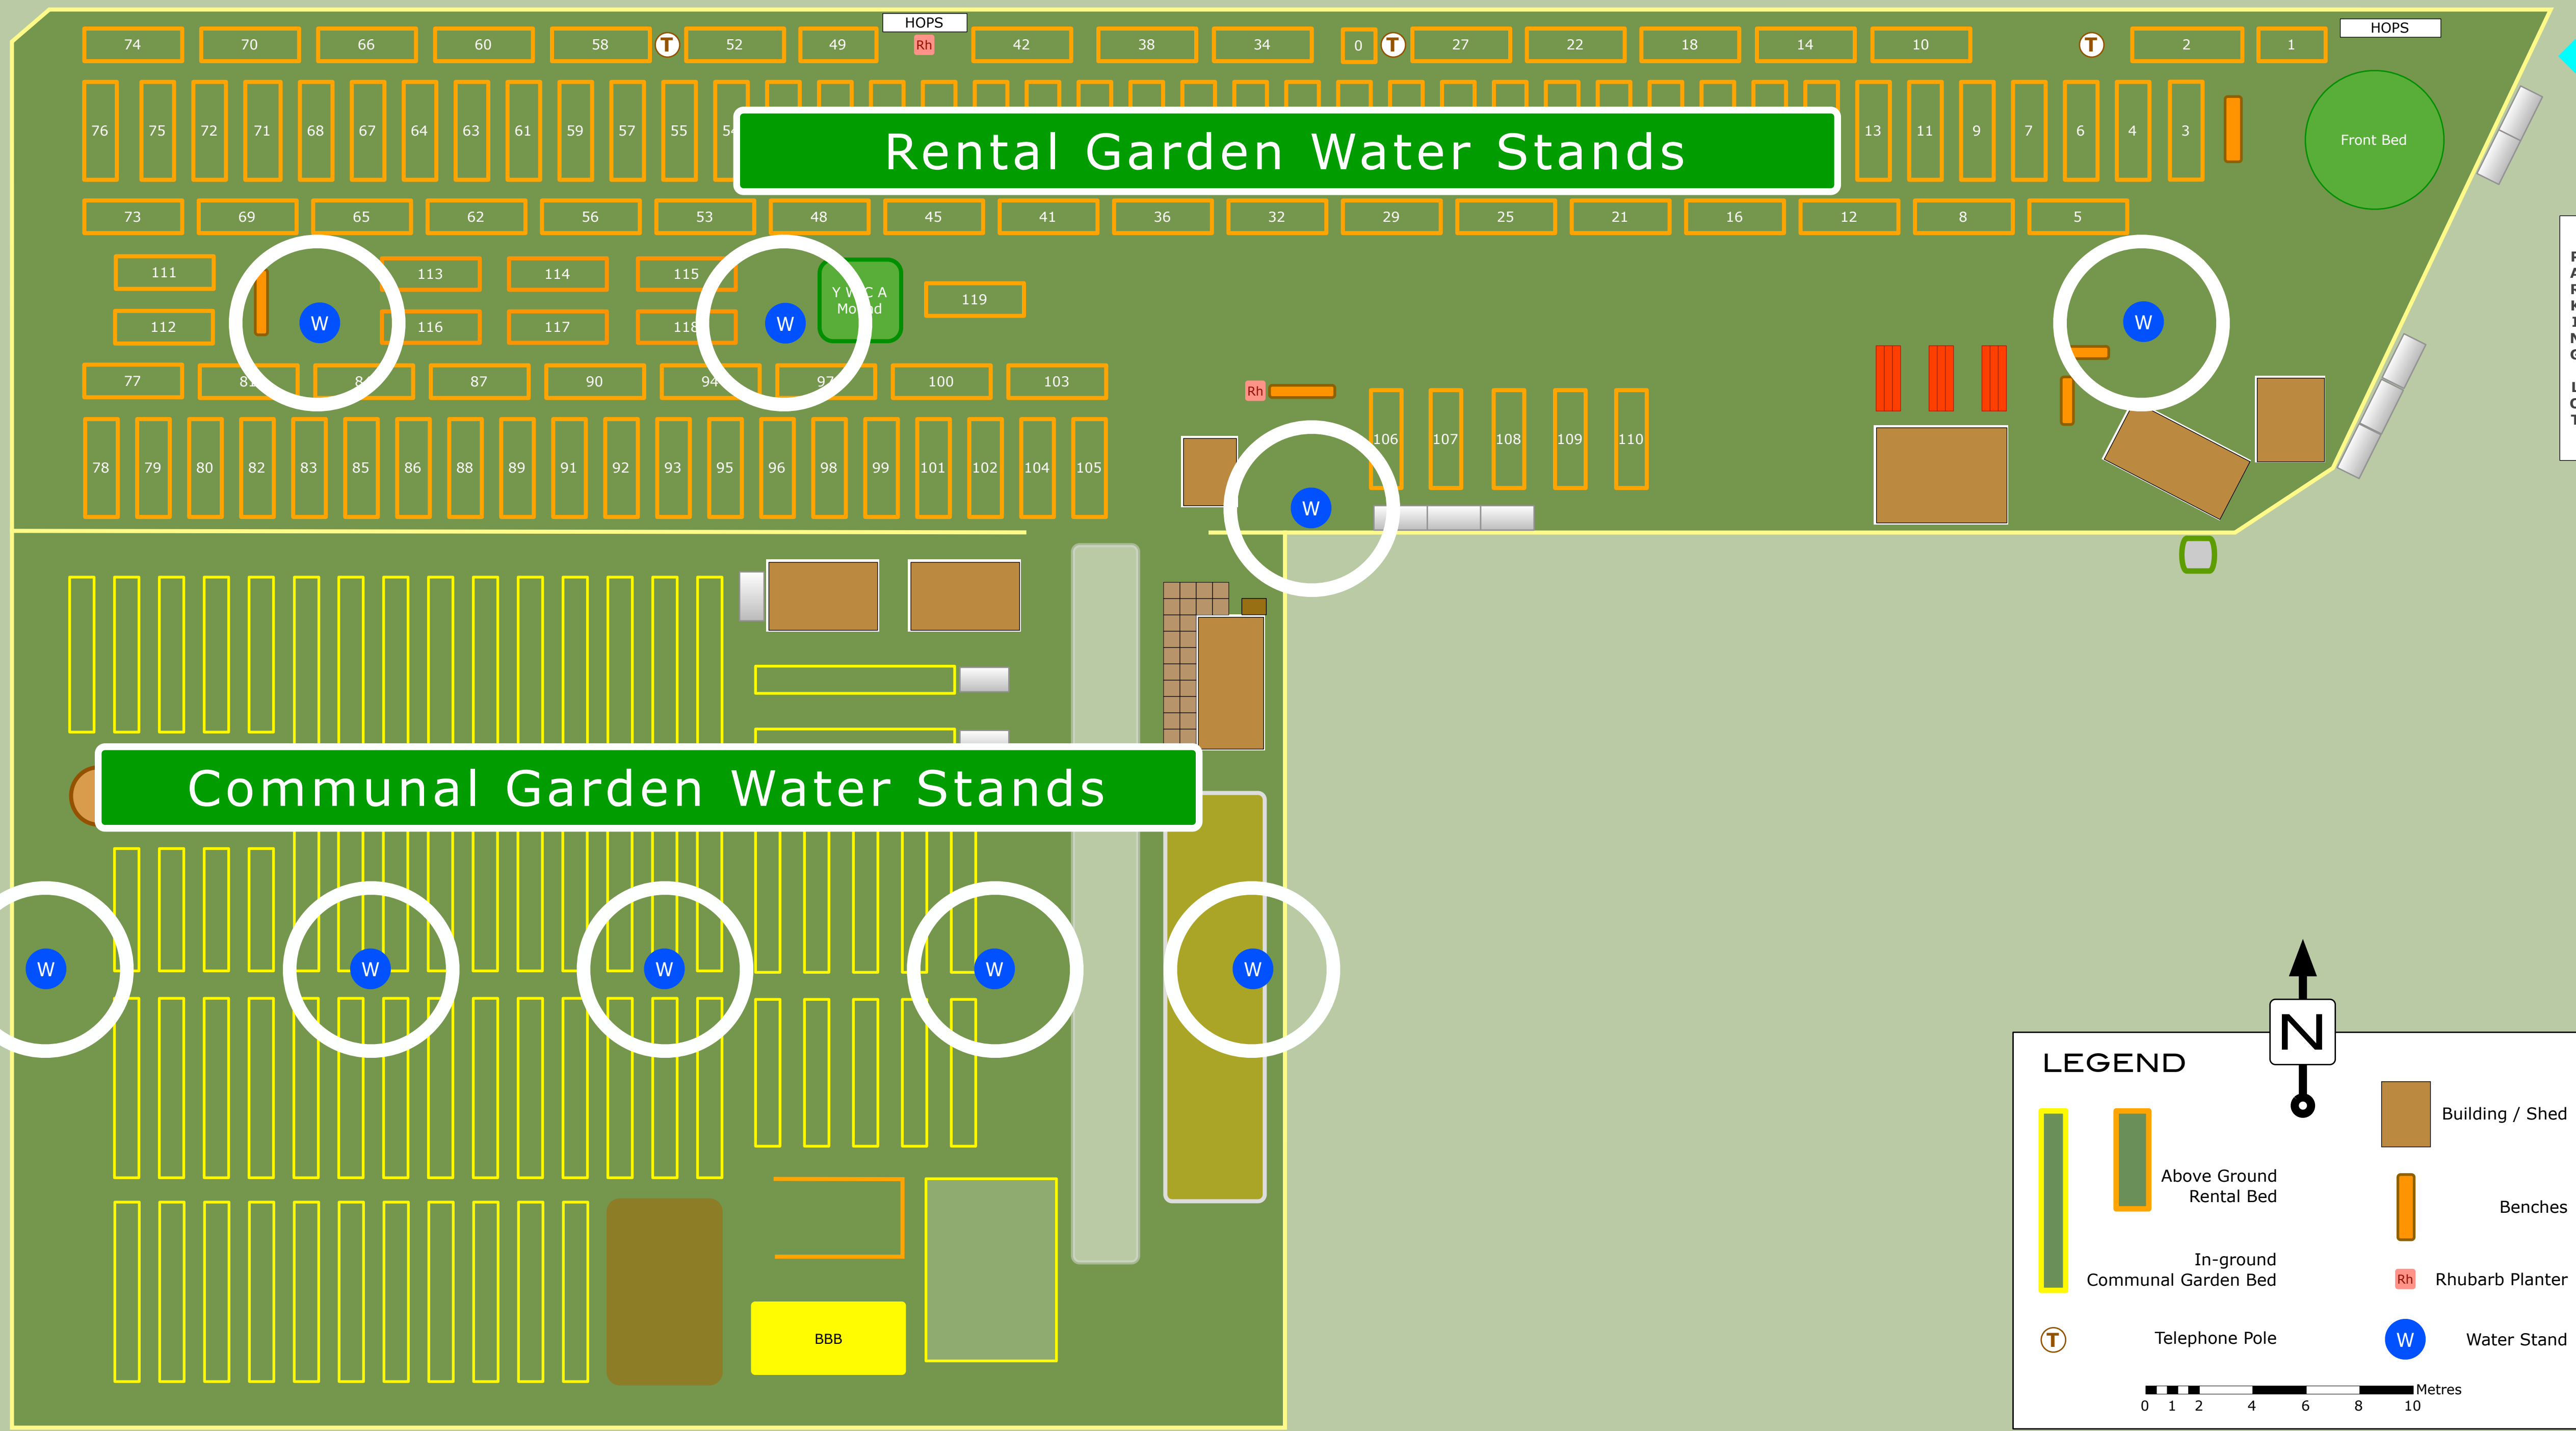 HOPS
HOPS
74 70 66 60 58 T 52 49 Rh 42 38 34 0 T 27 22 18 14 10 T 2 1
76 75 72 71 68 67 64 63 61 59 57 55 13 11 9 7 6 4 3
Front Bed
Rental Garden Water Stands
73 69 65 62 56 53 48 45 41 36 32 29 25 21 16 12 8 5
111 113 114 115
Y W C A
119
112 W 116 117 118 W
W
77 87 90 94 97 100 103
Rh
78 79 80 82 83 85 86 88 89 91 92 93 95 96 98 99 101 102 104 105
106 107 108 109 110
W
Communal Garden Water Stands
W W W W W
BBB
N
LEGEND
Building / Shed
Above Ground
Rental Bed
Benches
In-ground
Communal Garden Bed
Rh Rhubarb Planter
T Telephone Pole
W Water Stand
Metres
0 1 2 4 6 8 10